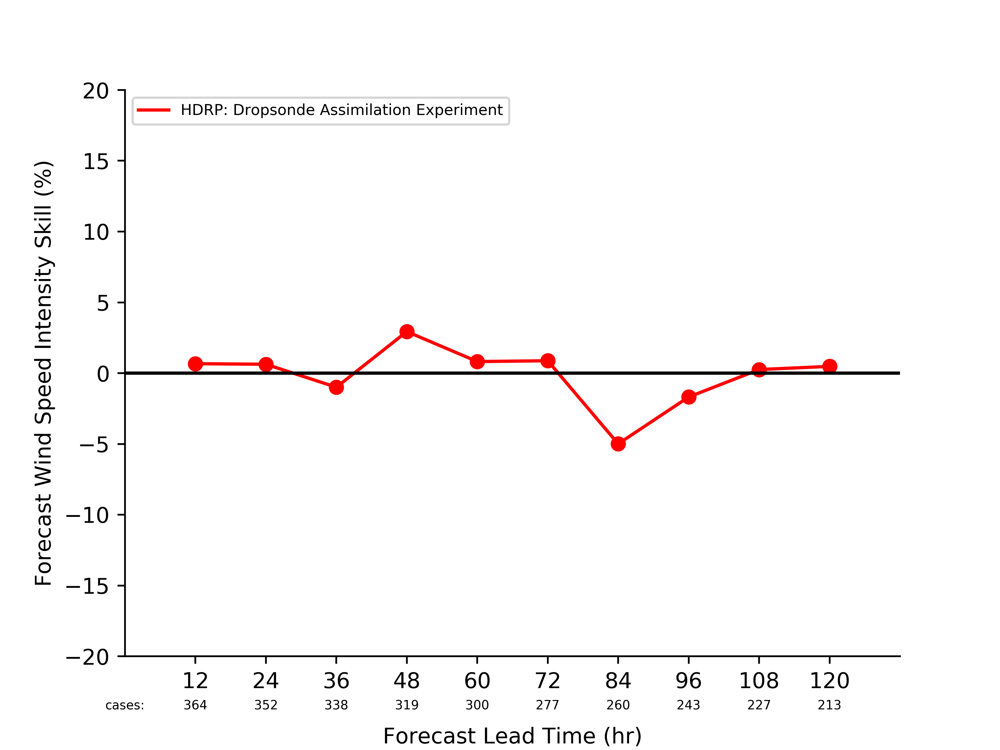 HDRP: Dropsonde Assimilation Experiment
Forecast Wind Speed Intensity Skill (%)
20
15
10
5
0
−5
−10
−15
−20
12 24 36 48 60 72 84 96 108 120
cases: 364 352 338 319 300 277 260 243 227 213
Forecast Lead Time (hr)